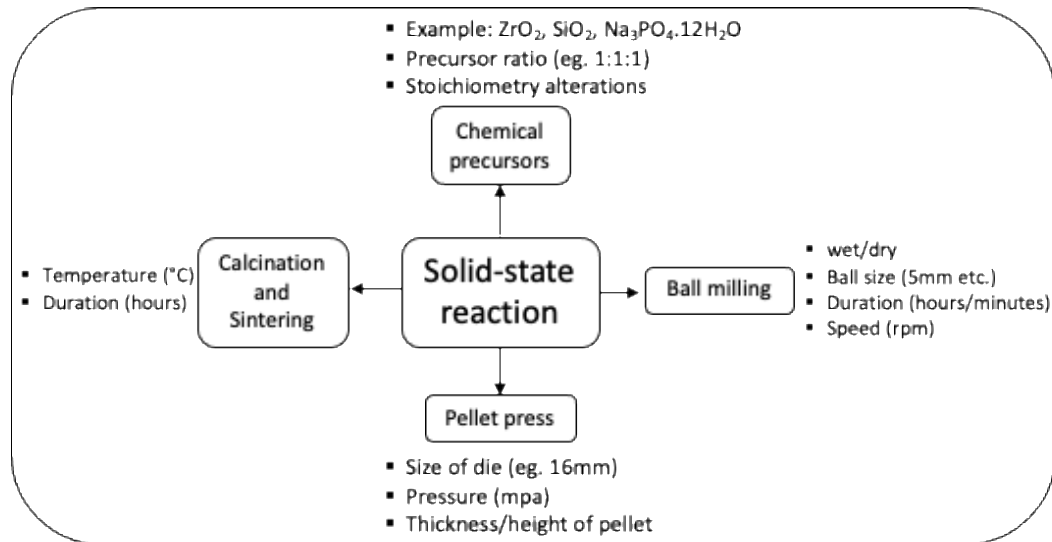 ▪ Example: ZrO₂, SiO₂, Na₃PO₄.12H₂O
▪ Precursor ratio (eg. 1:1:1)
▪ Stoichiometry alterations
Chemical
precursors
▪ Temperature (°C)
▪ Duration (hours)
Calcination
and
Sintering
Solid-state
reaction
Ball milling
▪ wet/dry
▪ Ball size (5mm etc.)
▪ Duration (hours/minutes)
▪ Speed (rpm)
Pellet press
▪ Size of die (eg. 16mm)
▪ Pressure (mpa)
▪ Thickness/height of pellet